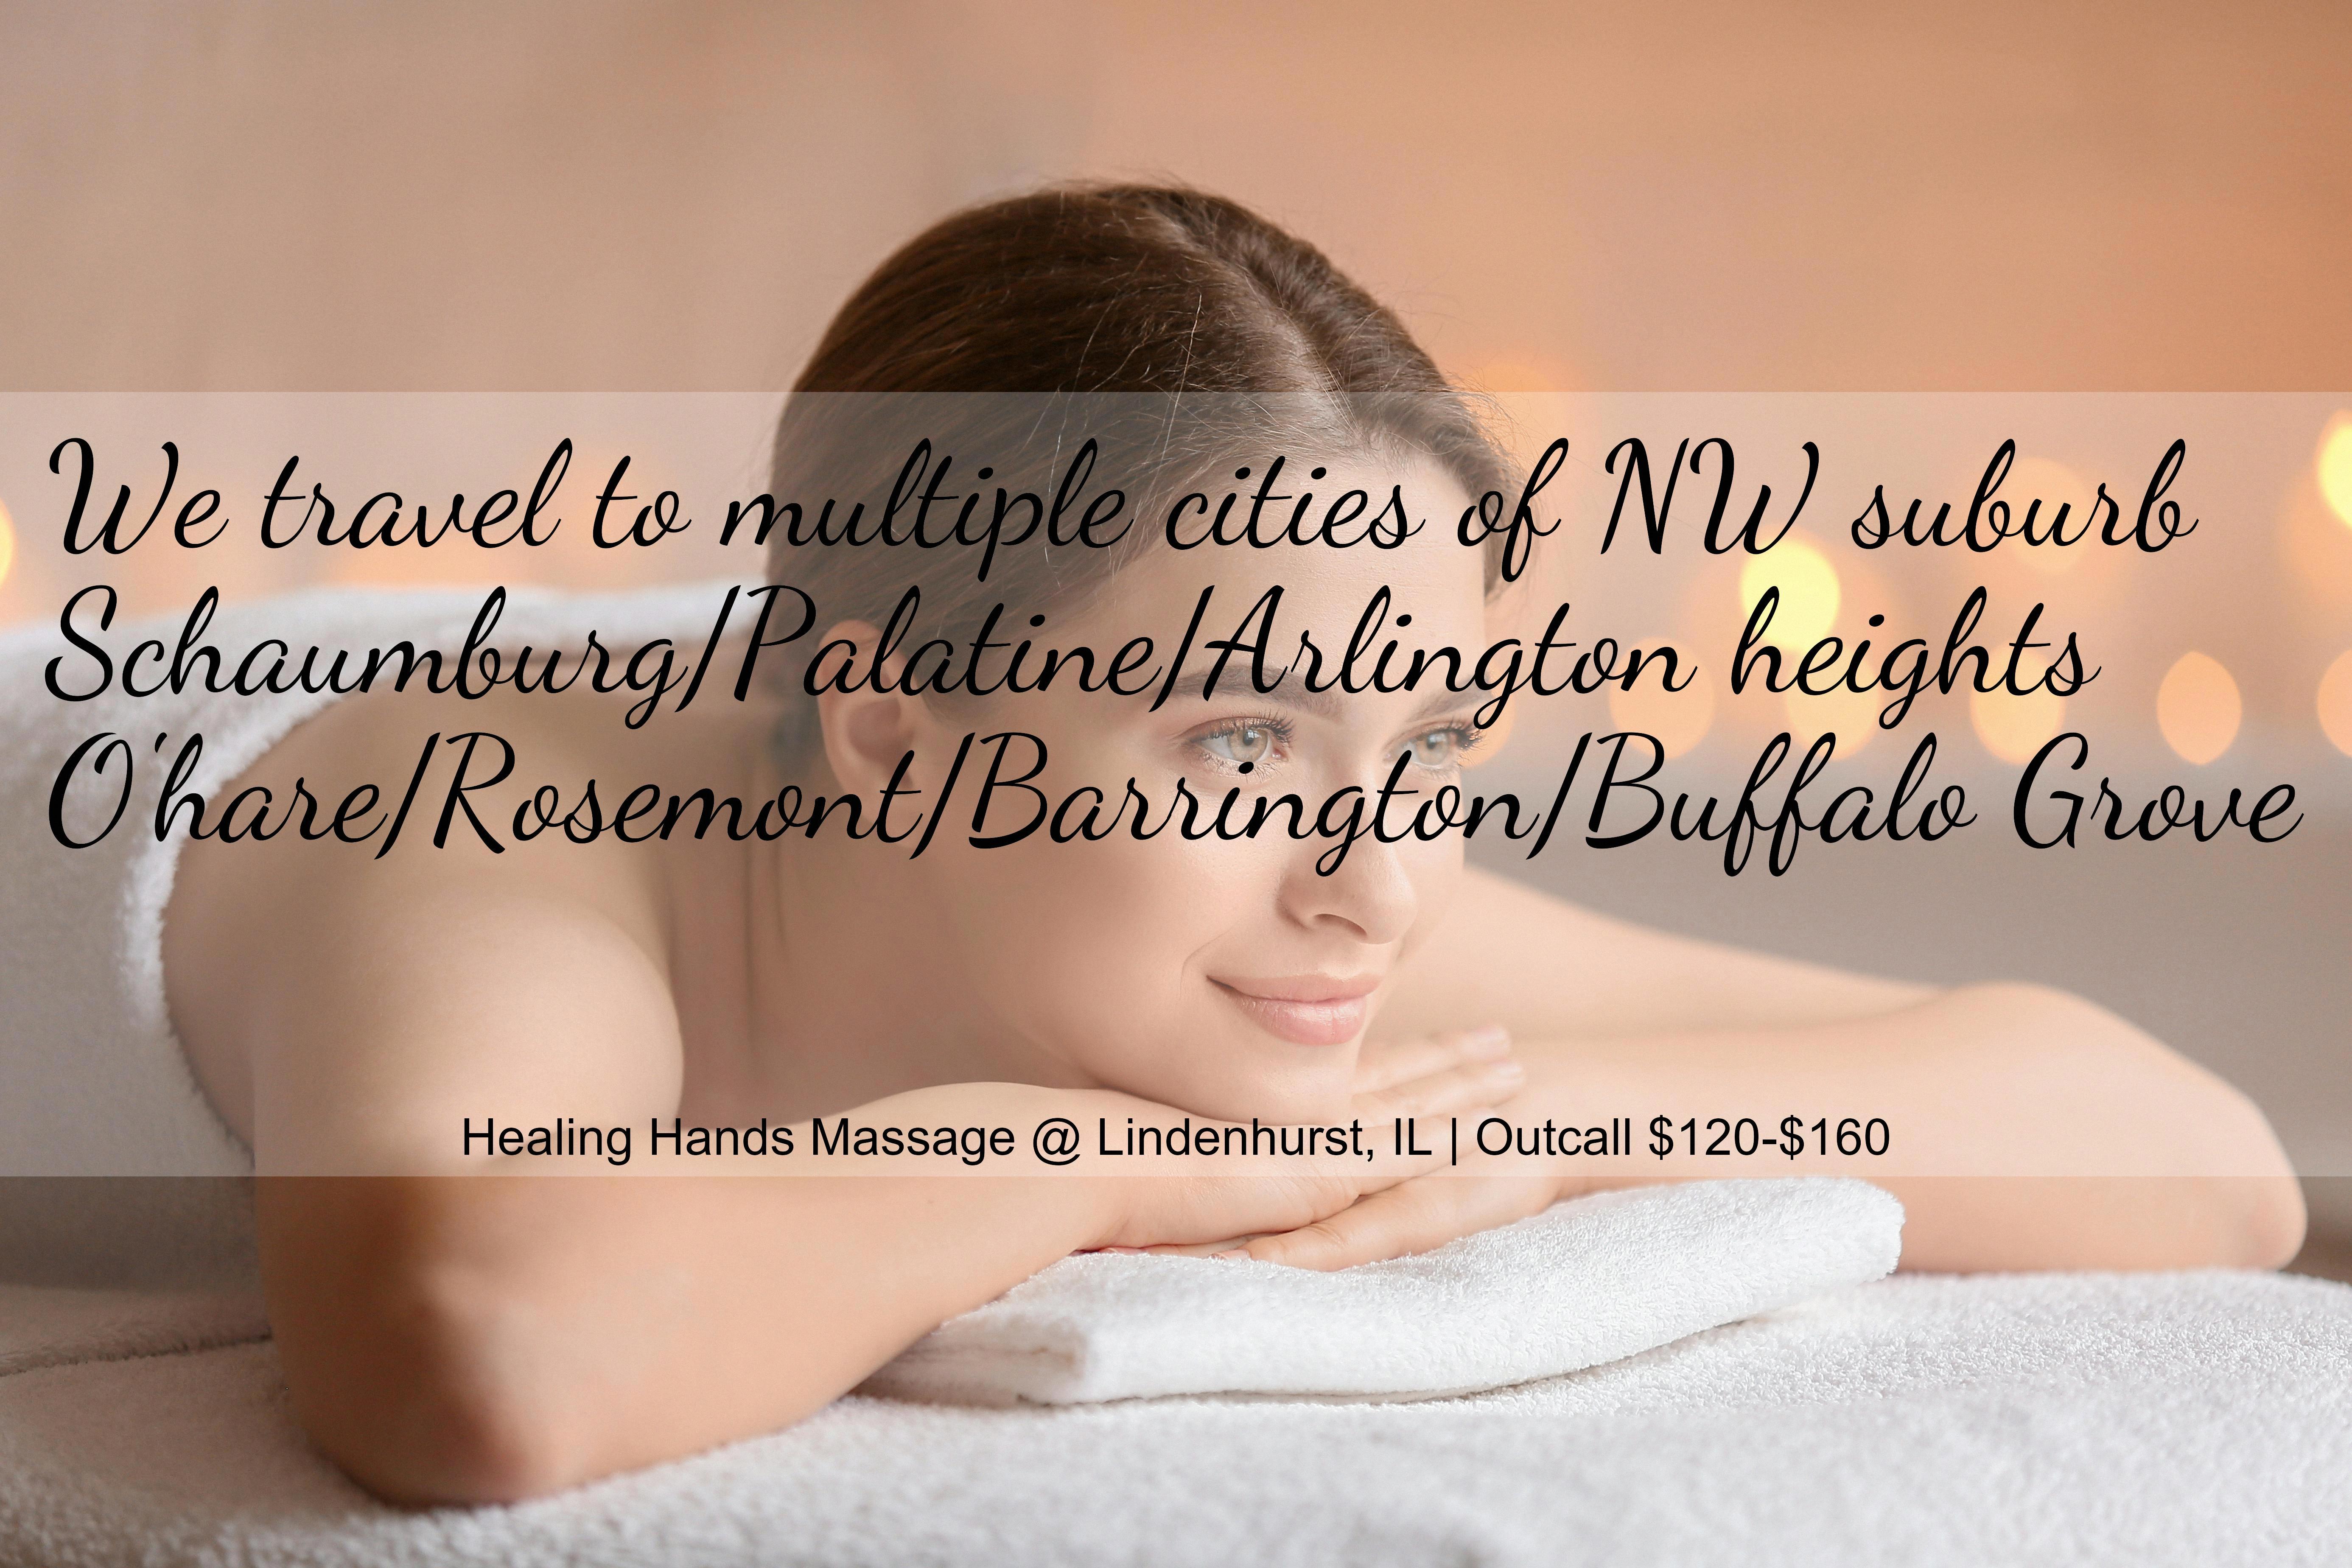 We travel to multiple cities of NW suburb
Schaumburg/Palatine/Arlington heights
O'hare/Rosemont/Barrington/Buffalo Grove
Healing Hands Massage @ Lindenhurst, IL | Outcall $120-$160